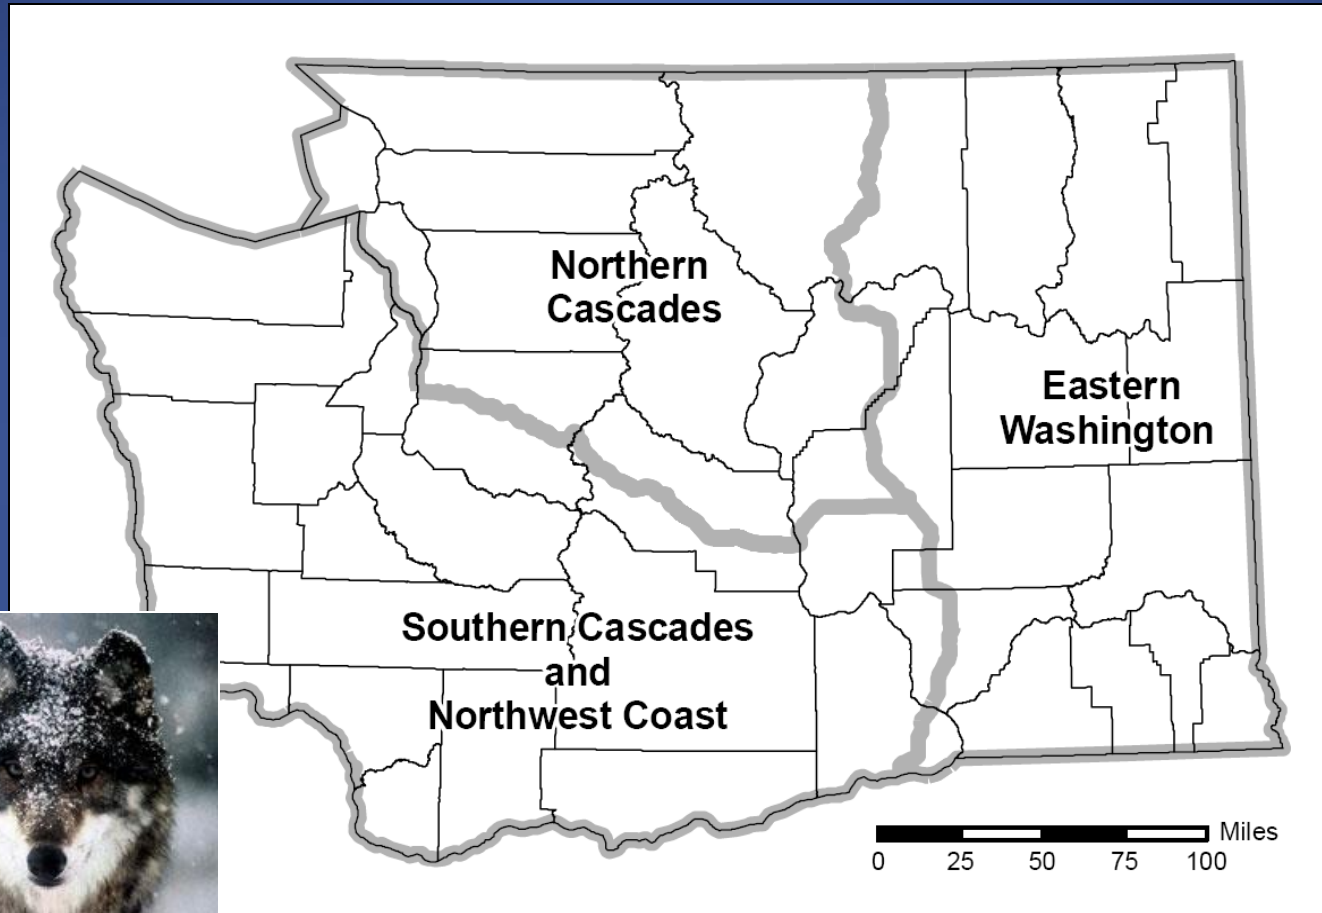 Northern
Cascades
Eastern
Washington
Southern Cascades
and
Northwest Coast
Miles
0 25 50 75 100